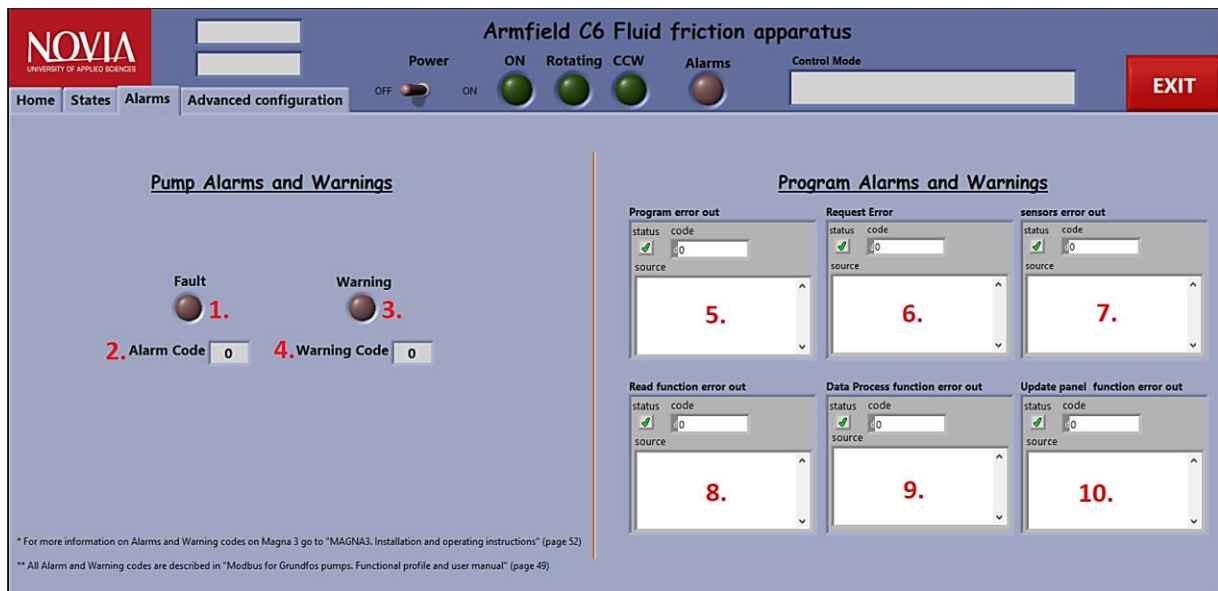 NOVIA
UNIVERSITY OF APPLIED SCIENCES
Armfield C6 Fluid friction apparatus
Power
OFF
ON
ON
Rotating
CCW
Alarms
Control Mode
EXIT
Home
States
Alarms
Advanced configuration
Pump Alarms and Warnings
Fault
1.
Warning
3.
2. Alarm Code 0
4. Warning Code 0
* For more information on Alarms and Warning codes on Magna 3 go to "MAGNA3. Installation and operating instructions" (page 52)
** All Alarm and Warning codes are described in "Modbus for Grundfos pumps. Functional profile and user manual" (page 49)
Program Alarms and Warnings
Program error out
status code
d0
source
5.
Request Error
status code
d0
source
6.
sensors error out
status code
d0
source
7.
Read function error out
status code
d0
source
8.
Data Process function error out
status code
d0
source
9.
Update panel function error out
status code
d0
source
10.